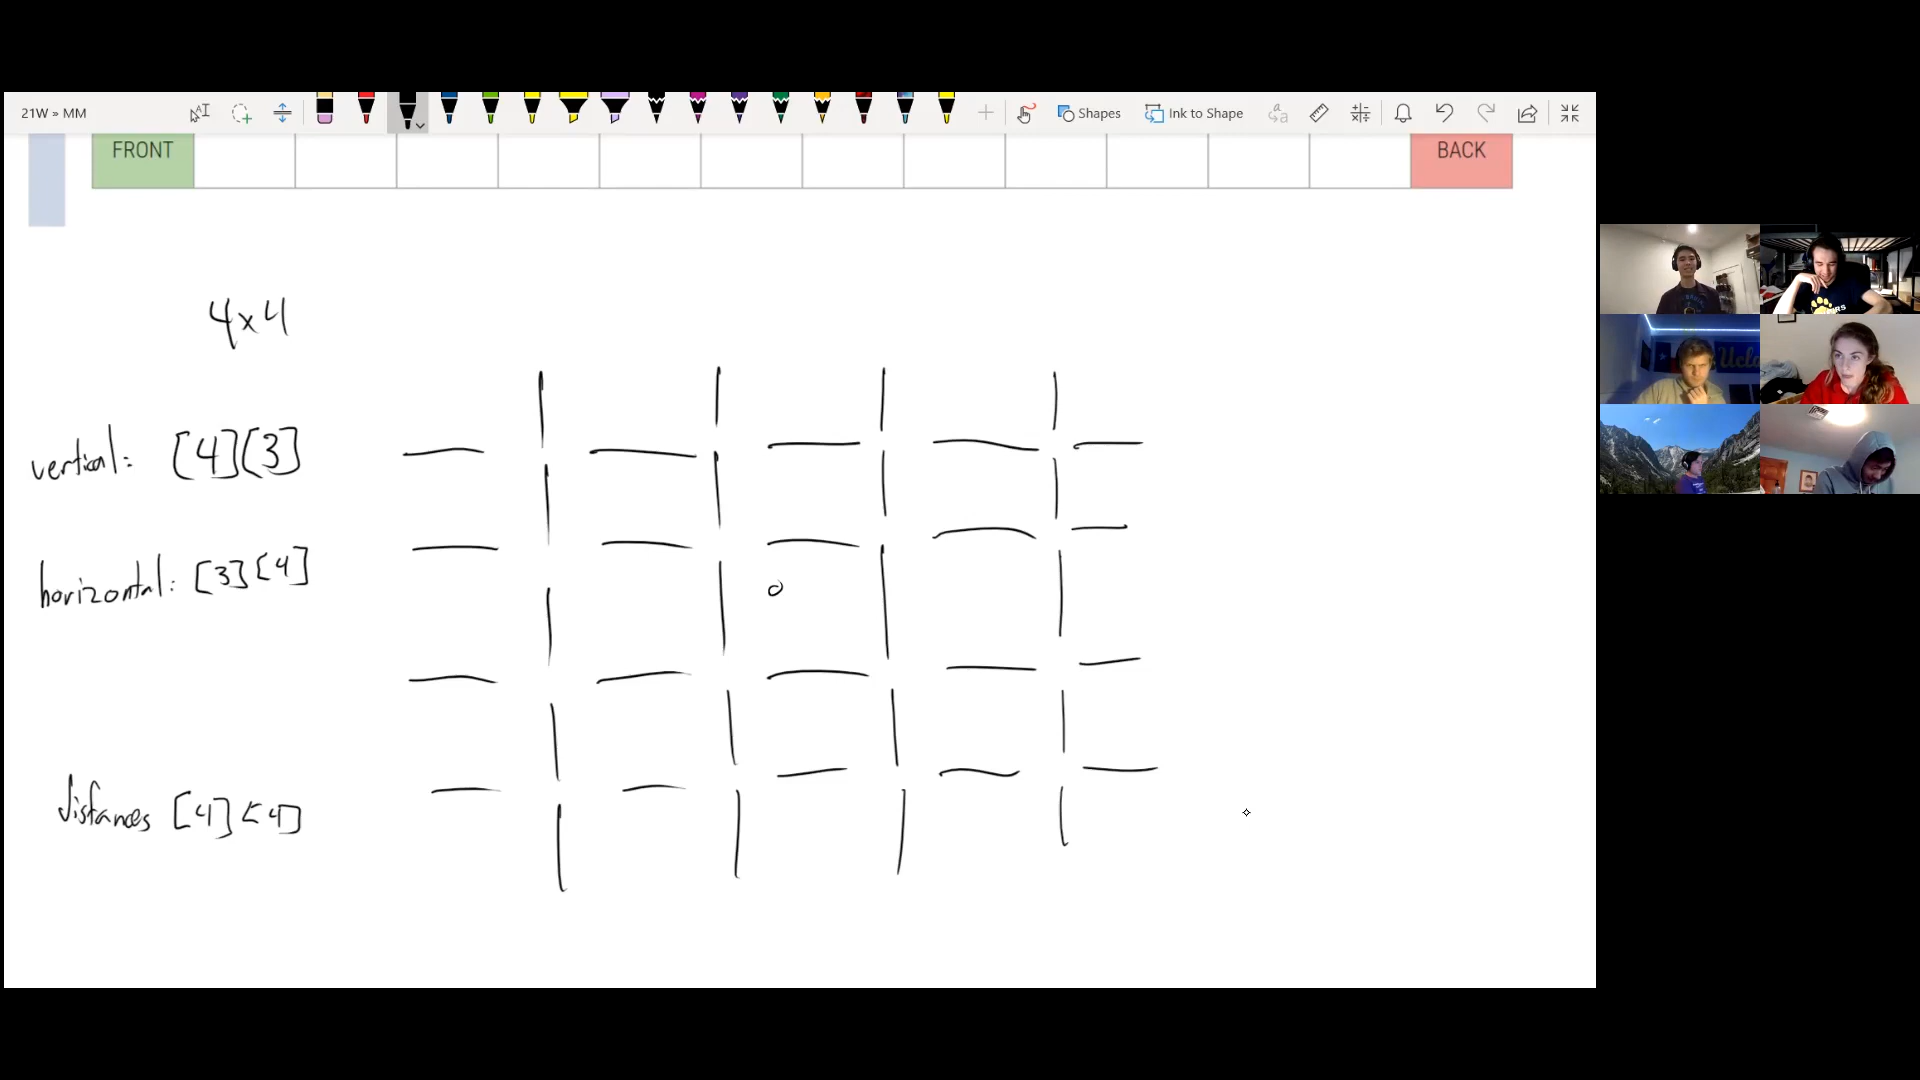 21W » MM
Shapes
Ink to Shape
FRONT
BACK
4x4
vertical: [4][3]
horizontal: [3][4]
distances [4][4]